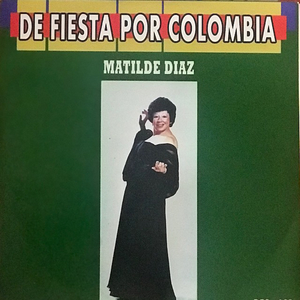 DE FIESTA POR COLOMBIA
MATILDE DIAZ